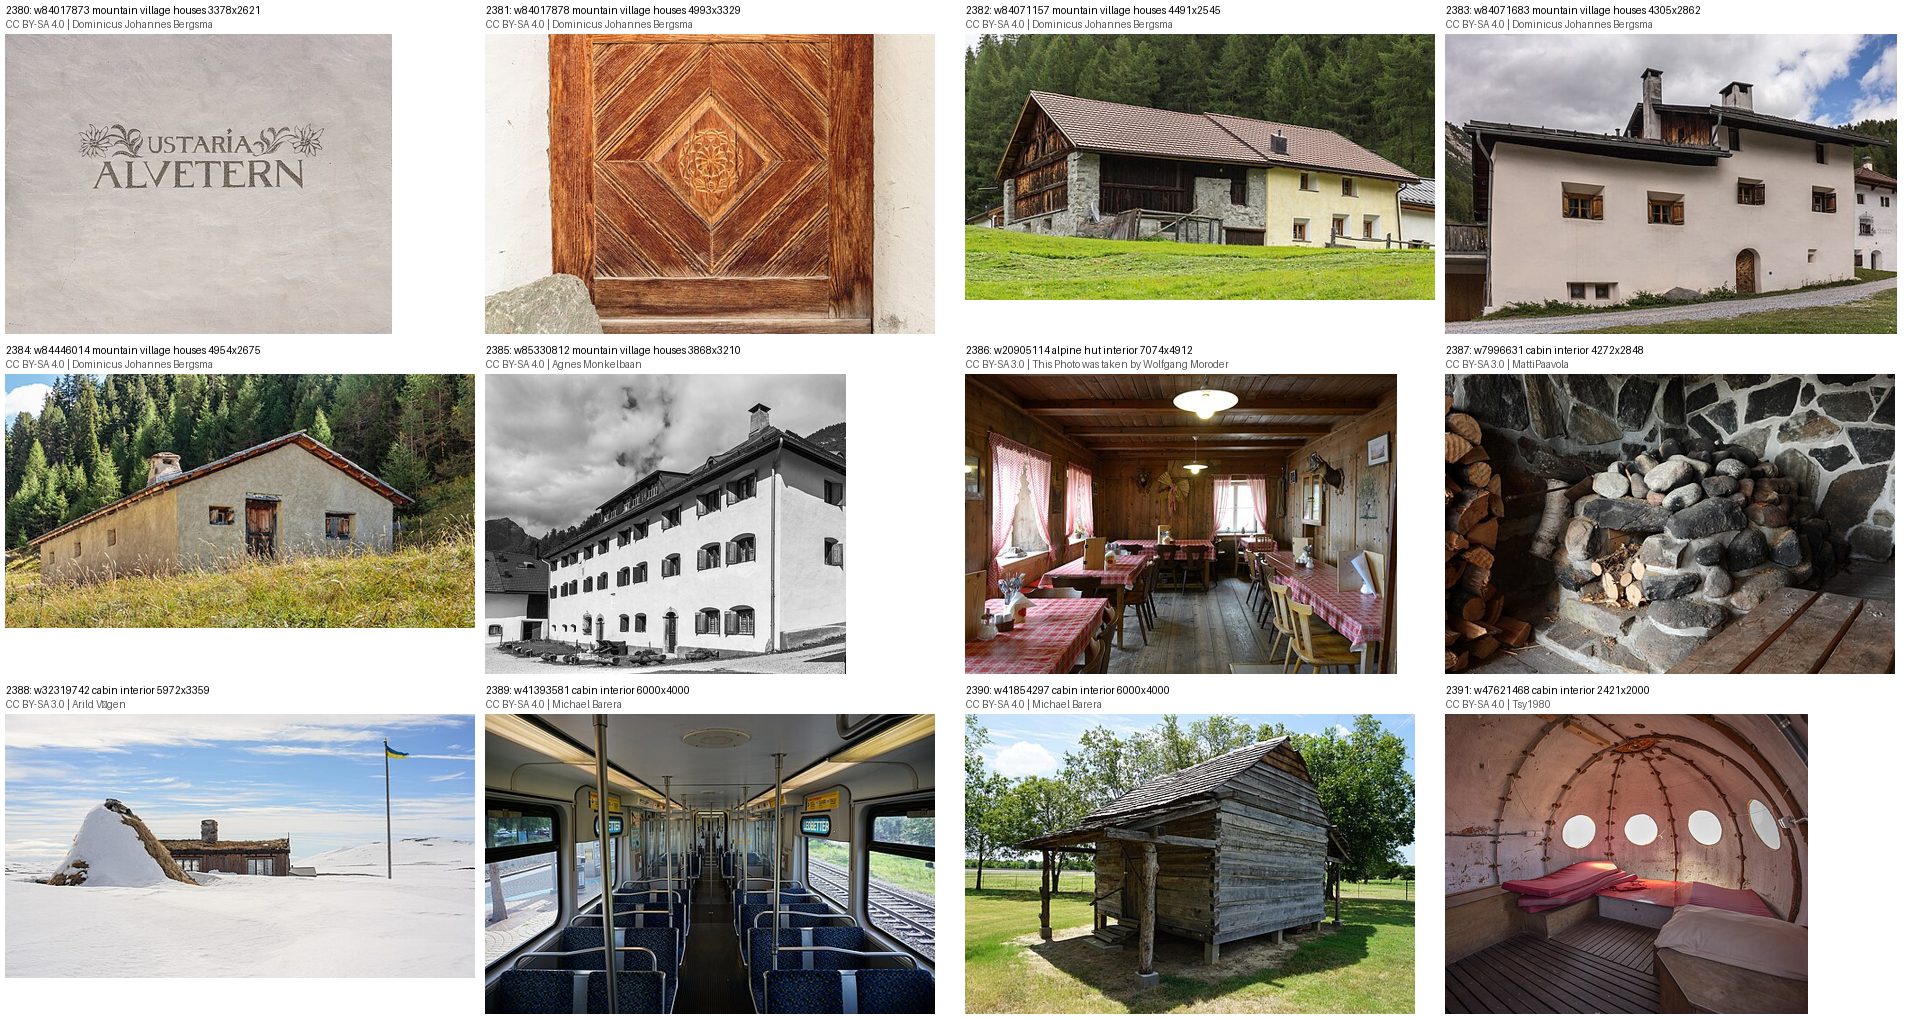 2380: w84017873 mountain village houses 3378x2621
CC BY-SA 4.0 | Dominicus Johannes Bergsma
USTARÍA
ALVETERN
2381: w84017878 mountain village houses 4993x3329
CC BY-SA 4.0 | Dominicus Johannes Bergsma
2382: w84071157 mountain village houses 4491x2545
CC BY-SA 4.0 | Dominicus Johannes Bergsma
2383: w84071683 mountain village houses 4305x2862
CC BY-SA 4.0 | Dominicus Johannes Bergsma
2384: w84446014 mountain village houses 4954x2675
CC BY-SA 4.0 | Dominicus Johannes Bergsma
2385: w85330812 mountain village houses 3868x3210
CC BY-SA 4.0 | Agnes Monkelbaan
2386: w20905114 alpine hut interior 7074x4912
CC BY-SA 3.0 | This Photo was taken by Wolfgang Moroder
2387: w7996631 cabin interior 4272x2848
CC BY-SA 3.0 | MattiPaavola
2388: w32319742 cabin interior 5972x3359
CC BY-SA 3.0 | Arild
2389: w41393581 cabin interior 6000x4000
CC BY-SA 4.0 | Michael Barera
2390: w41854297 cabin interior 6000x4000
CC BY-SA 4.0 | Michael Barera
2391: w47621468 cabin interior 2421x2000
CC BY-SA 4.0 | Tsy1980